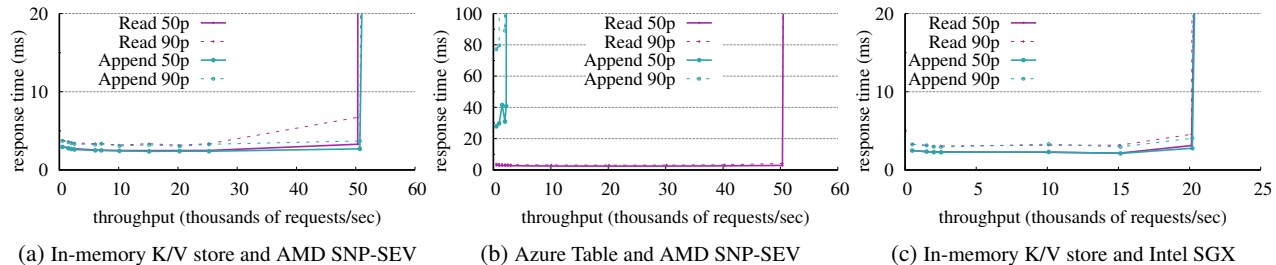 20
10
0
response time (ms)
Read 50p
Read 90p
Append 50p
Append 90p
0 10 20 30 40 50 60
throughput (thousands of requests/sec)
(a) In-memory K/V store and AMD SNP-SEV
100
80
60
40
20
0
response time (ms)
Read 50p
Read 90p
Append 50p
Append 90p
0 10 20 30 40 50 60
throughput (thousands of requests/sec)
(b) Azure Table and AMD SNP-SEV
20
10
0
response time (ms)
Read 50p
Read 90p
Append 50p
Append 90p
0 5 10 15 20 25
throughput (thousands of requests/sec)
(c) In-memory K/V store and Intel SGX